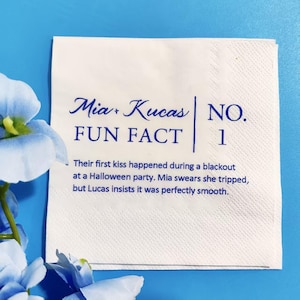 Mia + Kucas
FUN FACT
NO.
1
Their first kiss happened during a blackout
at a Halloween party. Mia swears she tripped,
but Lucas insists it was perfectly smooth.